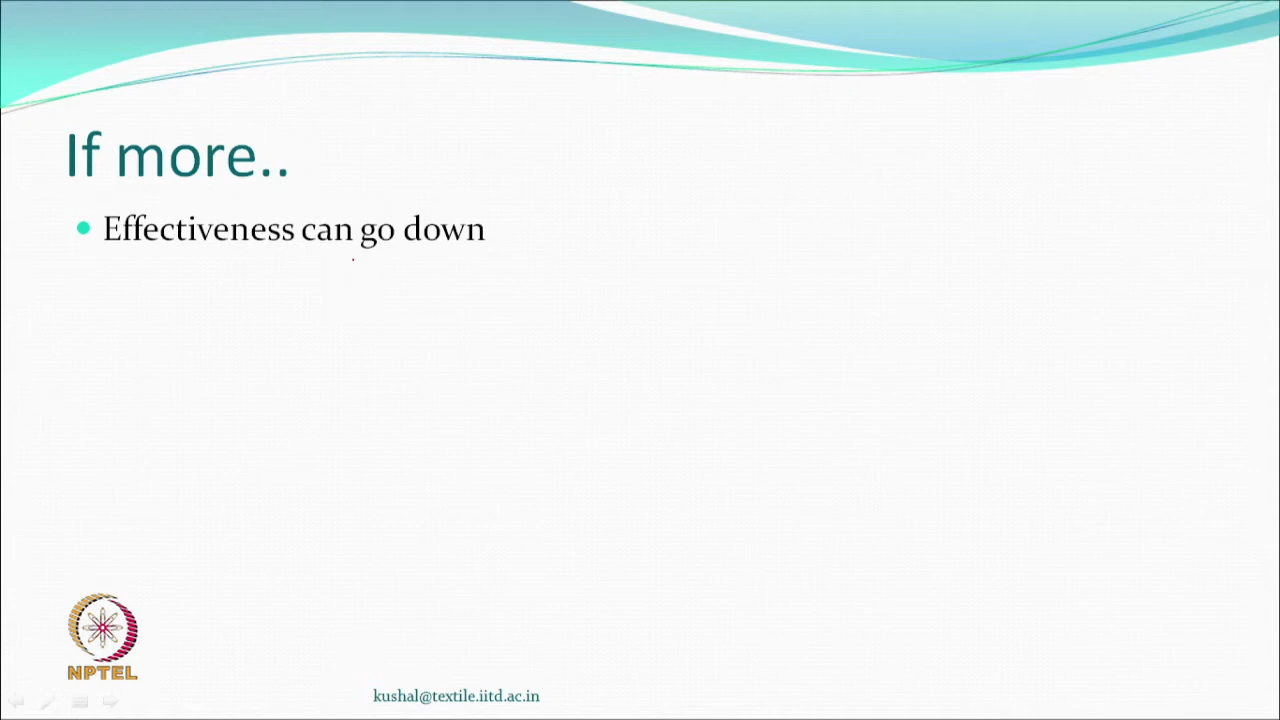 If more..
Effectiveness can go down
NPTEL
kushal@textile.iitd.ac.in